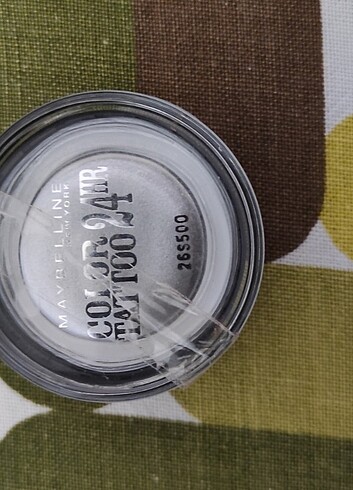 MAYBELLINE
NEW YORK
COLOR
TATTOO 24HR
26S500